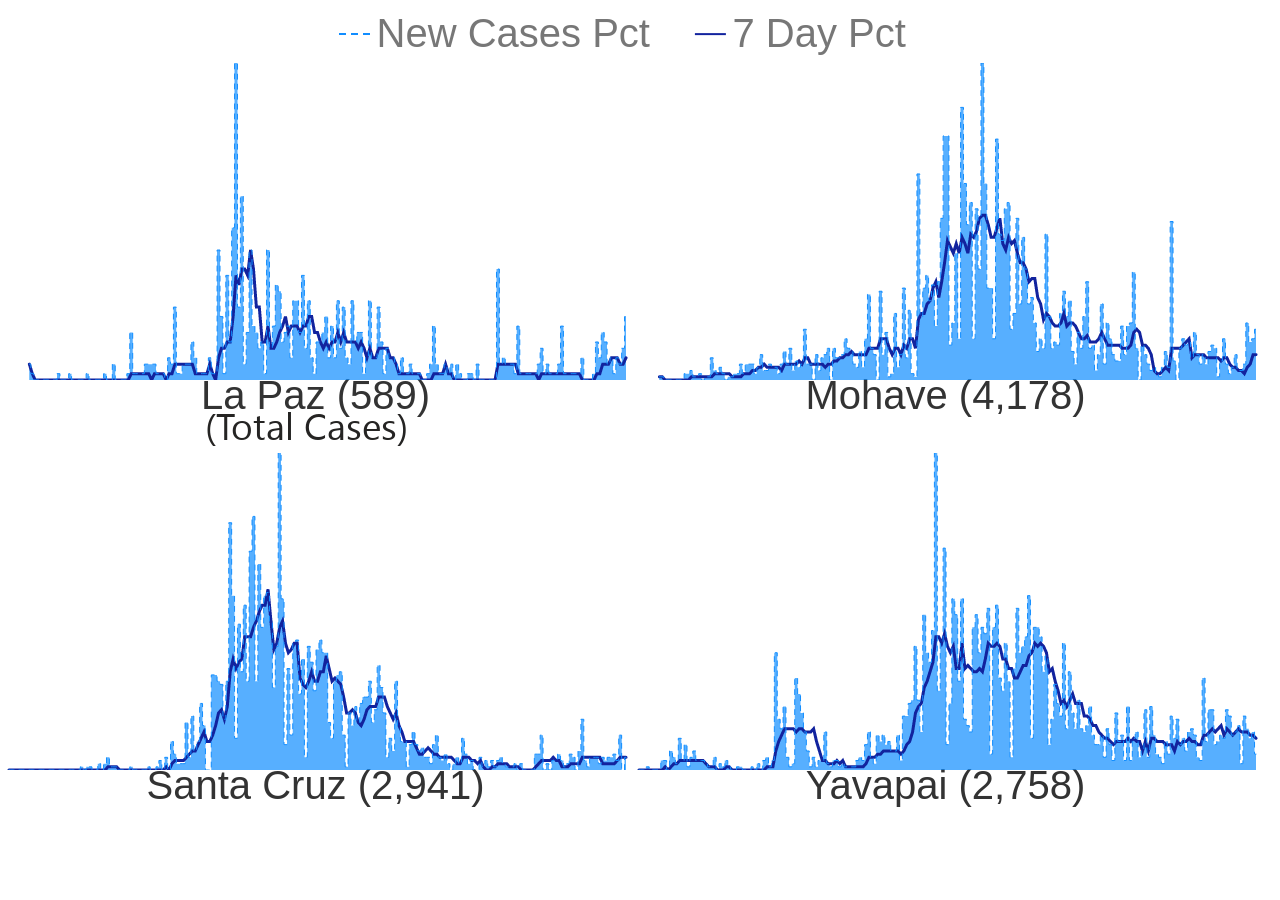 New Cases Pct 7 Day Pct
La Paz (589) Mohave (4,178)
(Total Cases)
Santa Cruz (2,941) Yavapai (2,758)